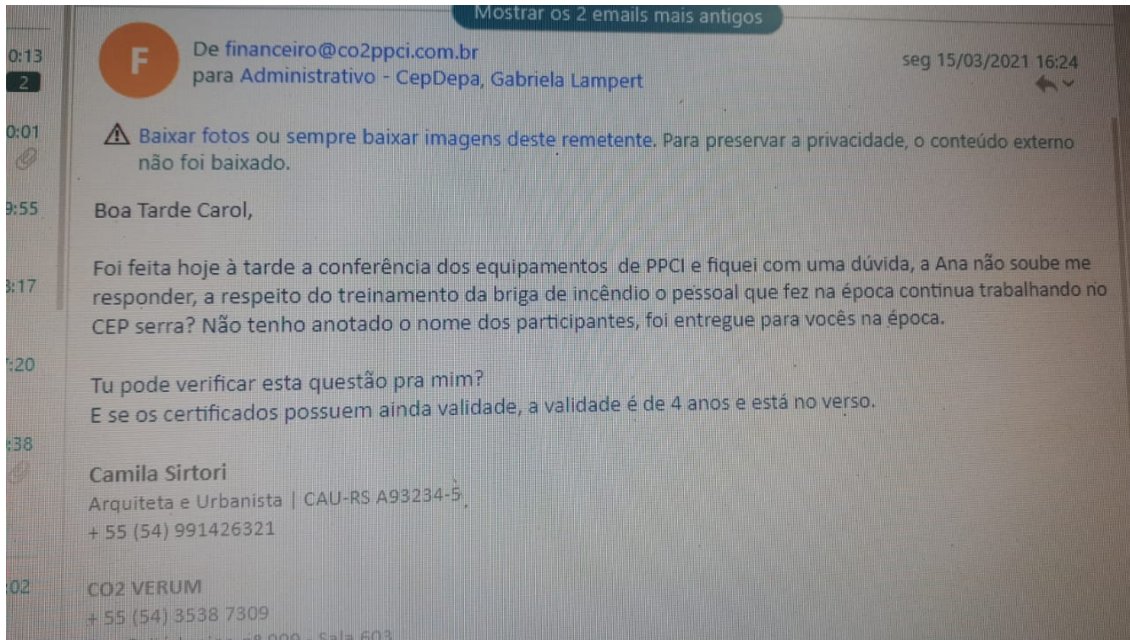 Mostrar os 2 emails mais antigos
0:13
2
0:01
9:55
3:17
:20
:38
:02
F
De financeiro@co2ppci.com.br
para Administrativo - CepDepa, Gabriela Lampert
seg 15/03/2021 16:24
Baixar fotos ou sempre baixar imagens deste remetente. Para preservar a privacidade, o conteúdo externo
não foi baixado.
Boa Tarde Carol,
Foi feita hoje à tarde a conferência dos equipamentos de PPCI e fiquei com uma dúvida, a Ana não soube me
responder, a respeito do treinamento da briga de incêndio o pessoal que fez na época continua trabalhando no
CEP serra? Não tenho anotado o nome dos participantes, foi entregue para vocês na época.
Tu pode verificar esta questão pra mim?
E se os certificados possuem ainda validade, a validade é de 4 anos e está no verso.
Camila Sirtori
Arquiteta e Urbanista | CAU-RS A93234-5
+ 55 (54) 991426321
CO2 VERUM
+ 55 (54) 3538 7309
- Sala 603